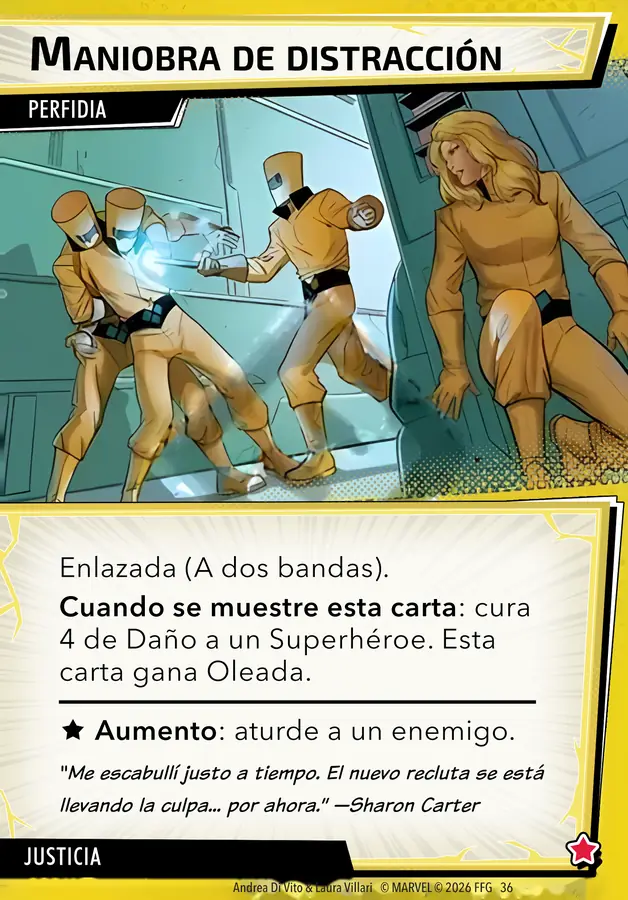 MANIOBRA DE DISTRACCIÓN
PERFIDIA
Enlazada (A dos bandas).
Cuando se muestre esta carta: cura
4 de Daño a un Superhéroe. Esta
carta gana Oleada.
★ Aumento: aturde a un enemigo.
"Me escabullí justo a tiempo. El nuevo recluta se está
llevando la culpa... por ahora." —Sharon Carter
JUSTICIA
Andrea Di Vito & Laura Villari © MARVEL © 2026 FFG 36